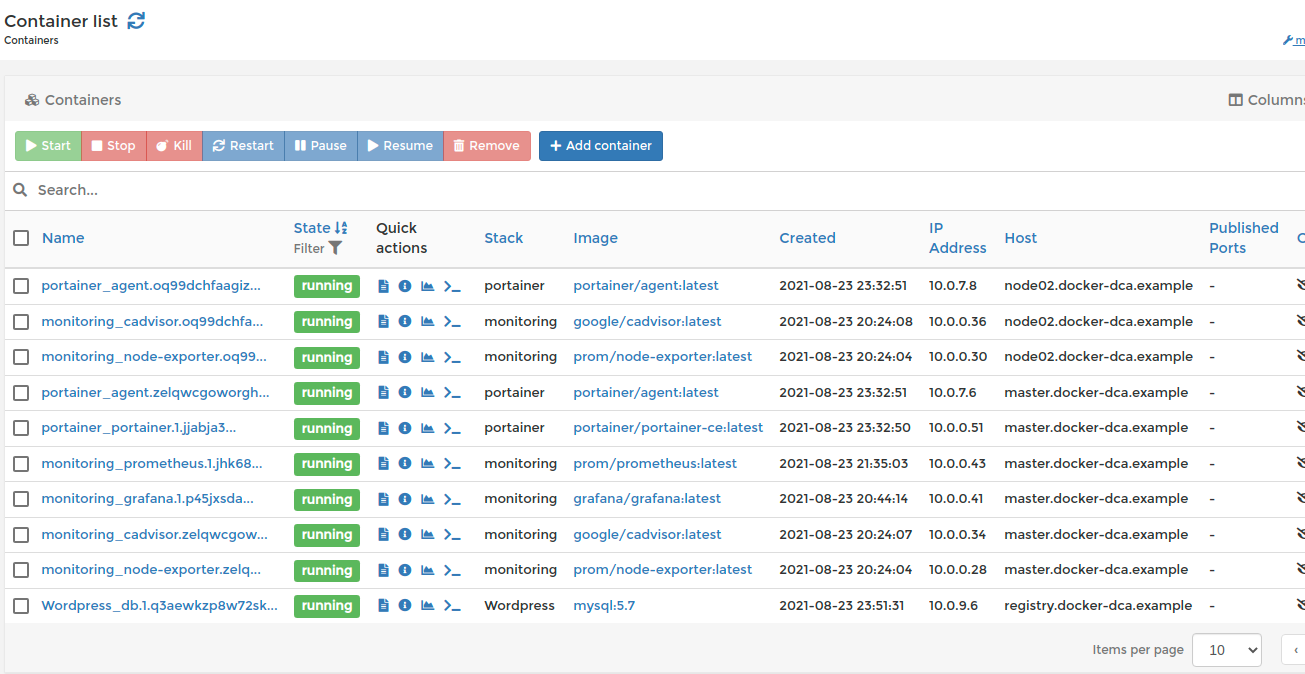 Container list
Containers
m
Containers
Columns
Start Stop Kill Restart Pause Resume Remove Add container
Search...
Name State Filter Quick actions Stack Image Created IP Address Host Published Ports
portainer_agent.oq99dchfaagiz... running portainer portainer/agent:latest 2021-08-23 23:32:51 10.0.7.8 node02.docker-dca.example -
monitoring_cadvisor.oq99dchfa... running monitoring google/cadvisor:latest 2021-08-23 20:24:08 10.0.0.36 node02.docker-dca.example -
monitoring_node-exporter.oq99... running monitoring prom/node-exporter:latest 2021-08-23 20:24:04 10.0.0.30 node02.docker-dca.example -
portainer_agent.zelqwcgoworgh... running portainer portainer/agent:latest 2021-08-23 23:32:51 10.0.7.6 master.docker-dca.example -
portainer_portainer.1.jjabja3... running portainer portainer/portainer-ce:latest 2021-08-23 23:32:50 10.0.0.51 master.docker-dca.example -
monitoring_prometheus.1.jhk68... running monitoring prom/prometheus:latest 2021-08-23 21:35:03 10.0.0.43 master.docker-dca.example -
monitoring_grafana.1.p45jxsda... running monitoring grafana/grafana:latest 2021-08-23 20:44:14 10.0.0.41 master.docker-dca.example -
monitoring_cadvisor.zelqwcgow... running monitoring google/cadvisor:latest 2021-08-23 20:24:07 10.0.0.34 master.docker-dca.example -
monitoring_node-exporter.zelq... running monitoring prom/node-exporter:latest 2021-08-23 20:24:04 10.0.0.28 master.docker-dca.example -
Wordpress_db.1.q3aewkzp8w72sk... running Wordpress mysql:5.7 2021-08-23 23:51:31 10.0.9.6 registry.docker-dca.example -
Items per page 10 ‹